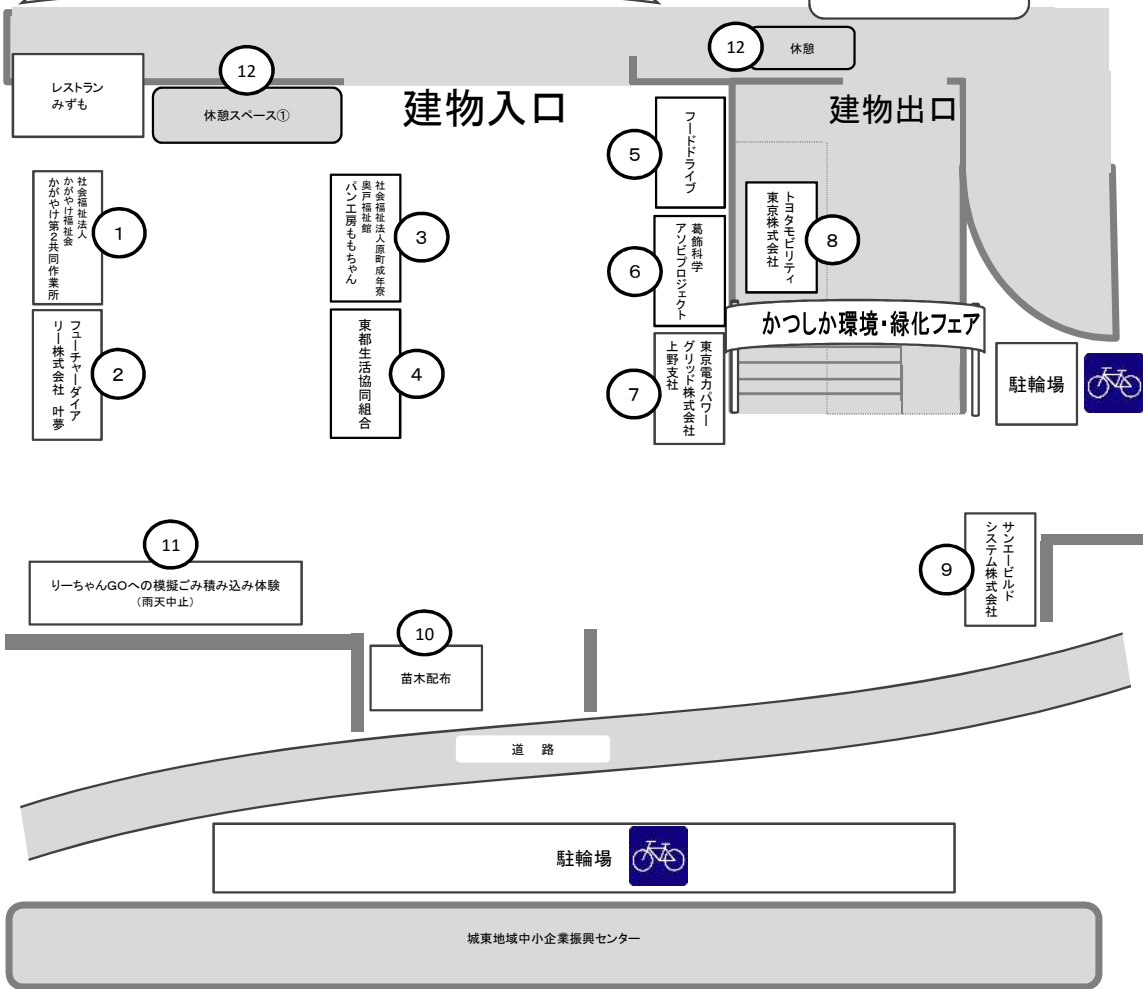 12
休憩
レストラン
みずも
12
休憩スペース①
建物入口
建物出口
社会福祉法人
かがやけ福祉会
かがやけ第2共同作業所
1
社会福祉法人原町成年寮
奥戸福祉館
パン工房ももちゃん
3
5
フードドライブ
6
葛飾科学
アソビプロジェクト
トヨタモビリティ
東京株式会社
8
かつしか環境・緑化フェア
フューチャーダイア
リー株式会社 叶夢
2
東都生活協同組合
4
7
東京電力パワー
グリッド株式会社
上野支社
駐輪場
11
りーちゃんGOへの模擬ごみ積み込み体験
(雨天中止)
9
サンエービルド
システム株式会社
10
苗木配布
道 路
駐輪場
城東地域中小企業振興センター